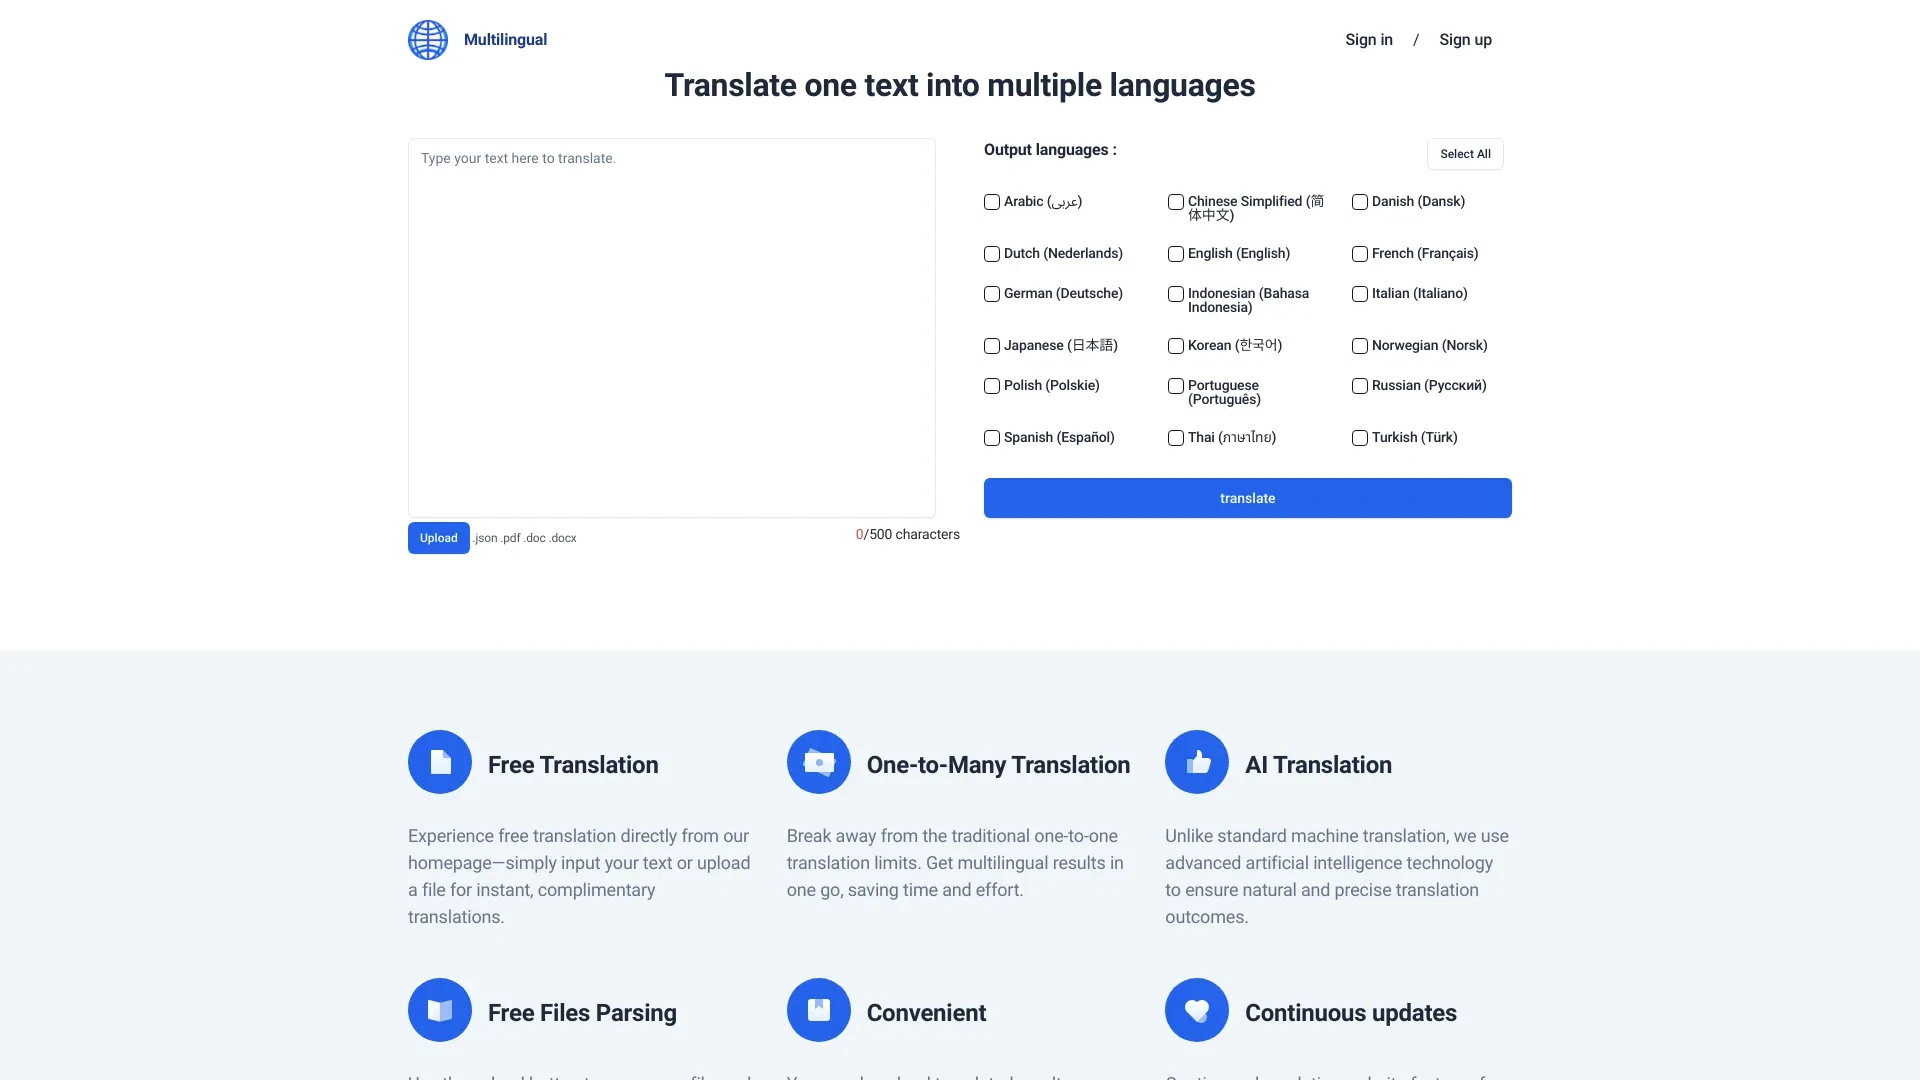 Multilingual
Sign in / Sign up
Translate one text into multiple languages
Type your text here to translate.
Output languages :
Select All
Arabic (عربى)
Chinese Simplified (简
体中文)
Danish (Dansk)
Dutch (Nederlands)
English (English)
French (Français)
German (Deutsche)
Indonesian (Bahasa
Indonesia)
Italian (Italiano)
Japanese (日本語)
Korean (한국어)
Norwegian (Norsk)
Polish (Polskie)
Portuguese
(Português)
Russian (Русский)
Spanish (Español)
Thai (ภาษาไทย)
Turkish (Türk)
translate
Upload .json .pdf .doc .docx
0/500 characters
Free Translation
Experience free translation directly from our
homepage—simply input your text or upload
a file for instant, complimentary
translations.
One-to-Many Translation
Break away from the traditional one-to-one
translation limits. Get multilingual results in
one go, saving time and effort.
AI Translation
Unlike standard machine translation, we use
advanced artificial intelligence technology
to ensure natural and precise translation
outcomes.
Free Files Parsing
Convenient
Continuous updates